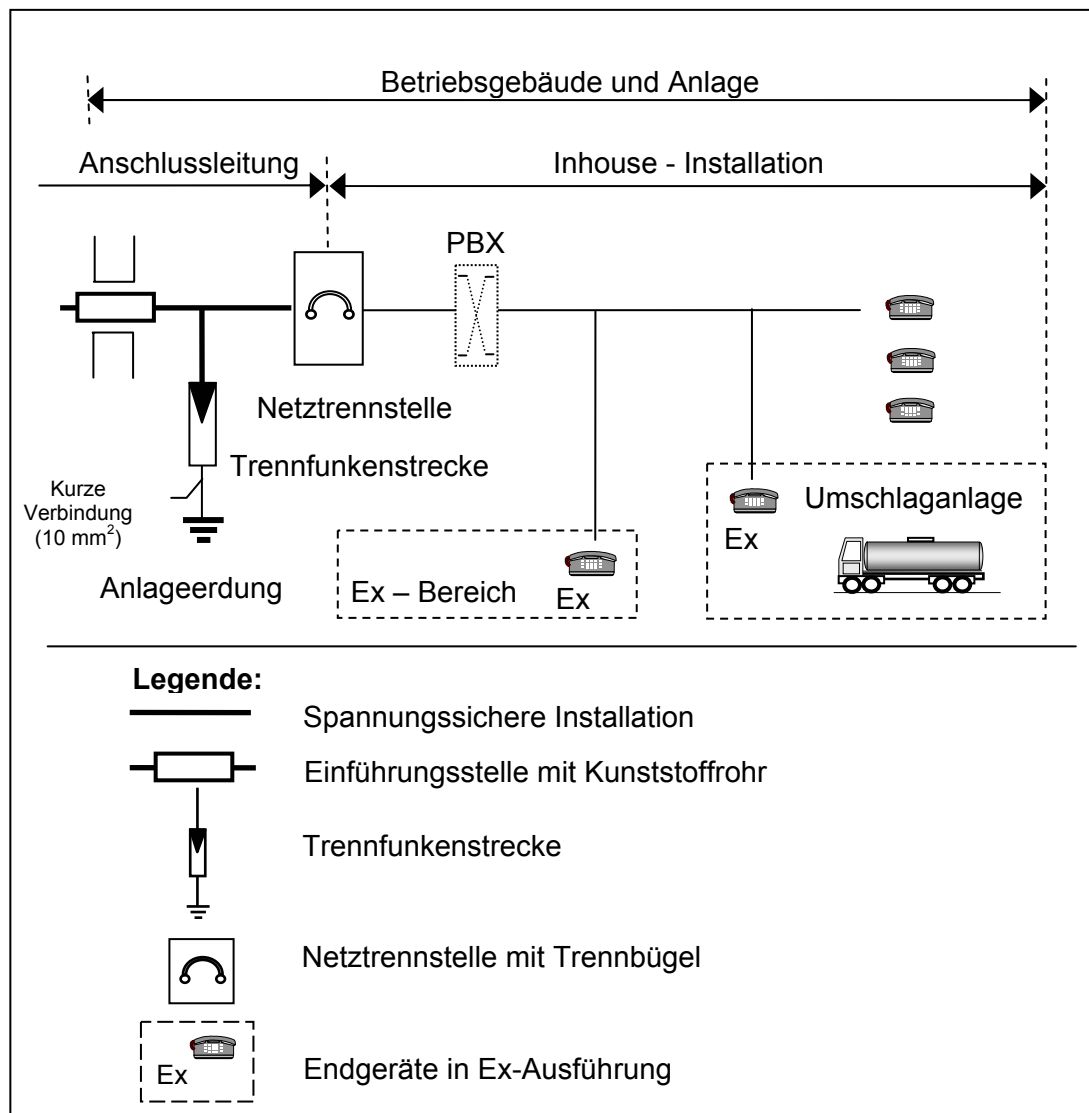 Betriebsgebäude und Anlage
Anschlussleitung
Inhouse - Installation
PBX
Netztrennstelle
Trennfunkenstrecke
Kurze
Verbindung
(10 mm²)
Anlageerdung
Ex – Bereich
Ex
Ex
Umschlaganlage
Legende:
Spannungssichere Installation
Einführungsstelle mit Kunststoffrohr
Trennfunkenstrecke
Netztrennstelle mit Trennbügel
Ex
Endgeräte in Ex-Ausführung